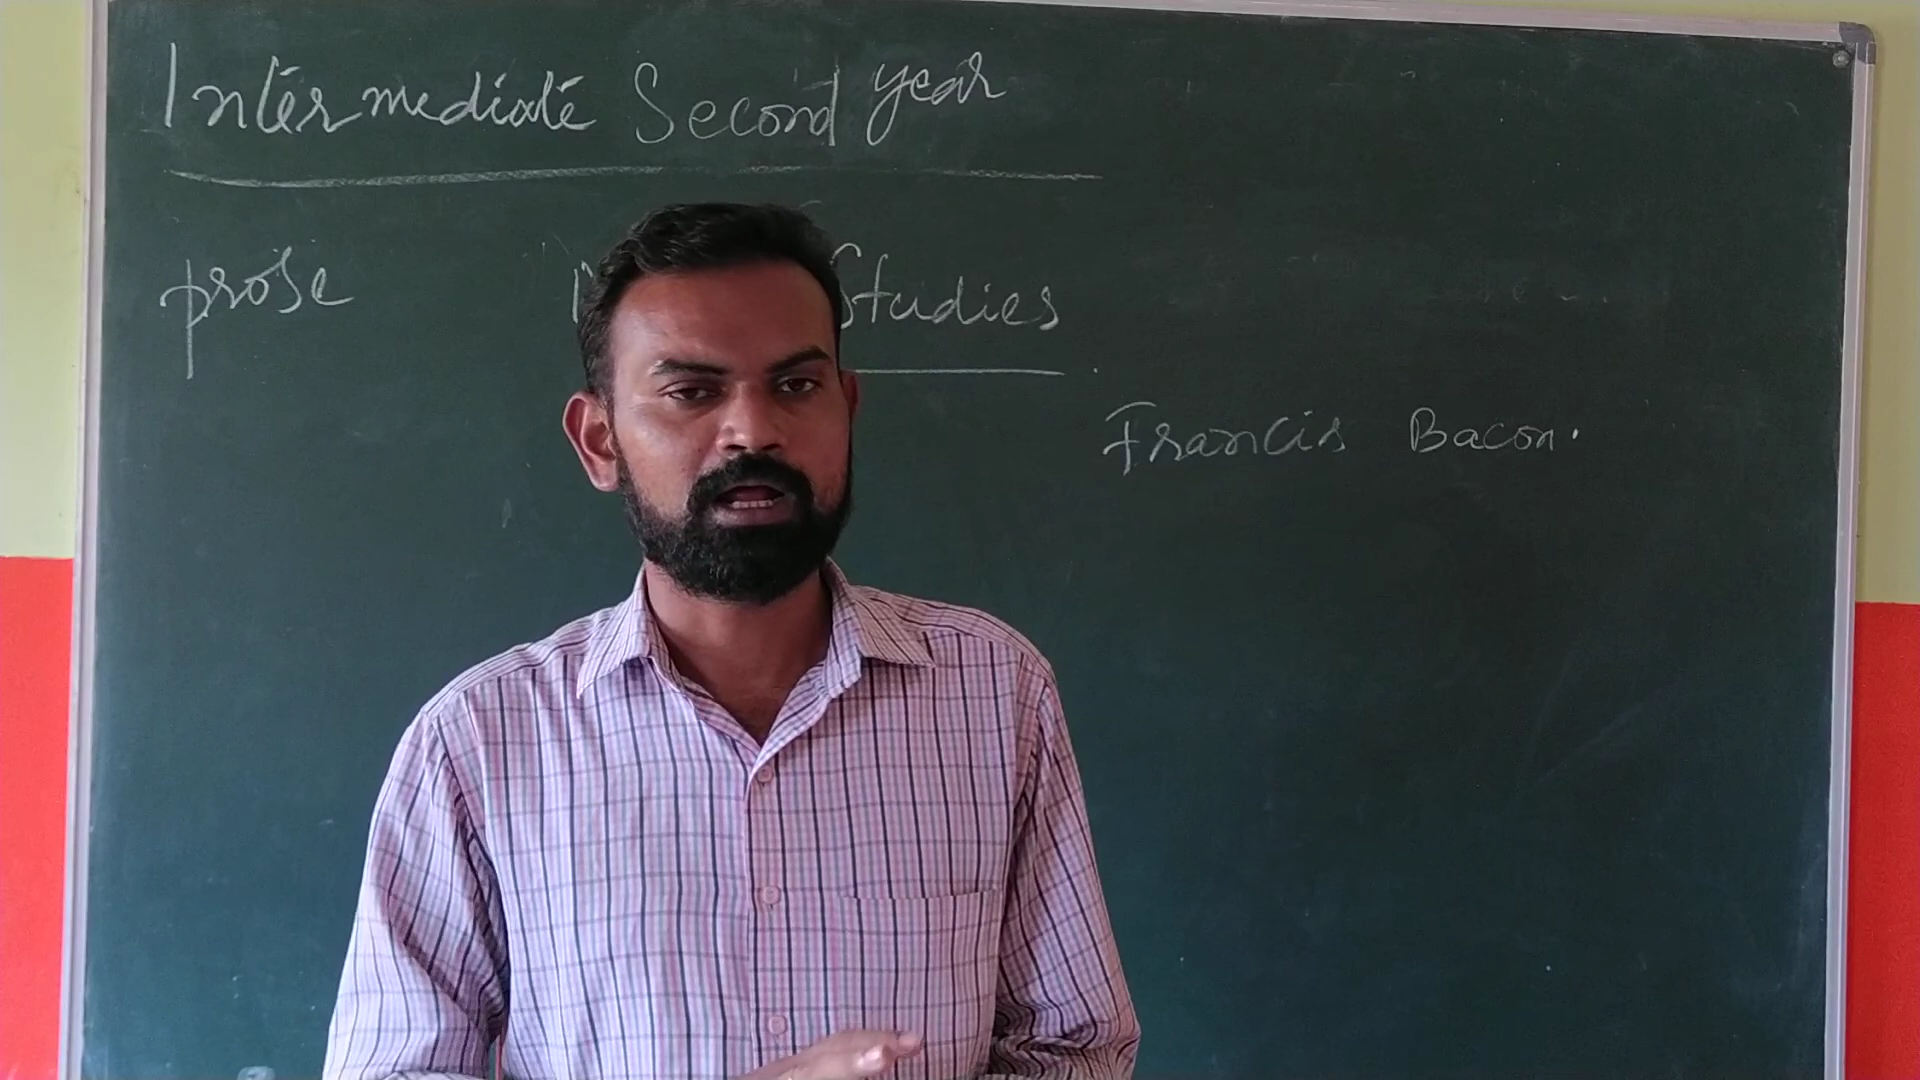 Intermediate Second year
prose Studies
Francis Bacon.